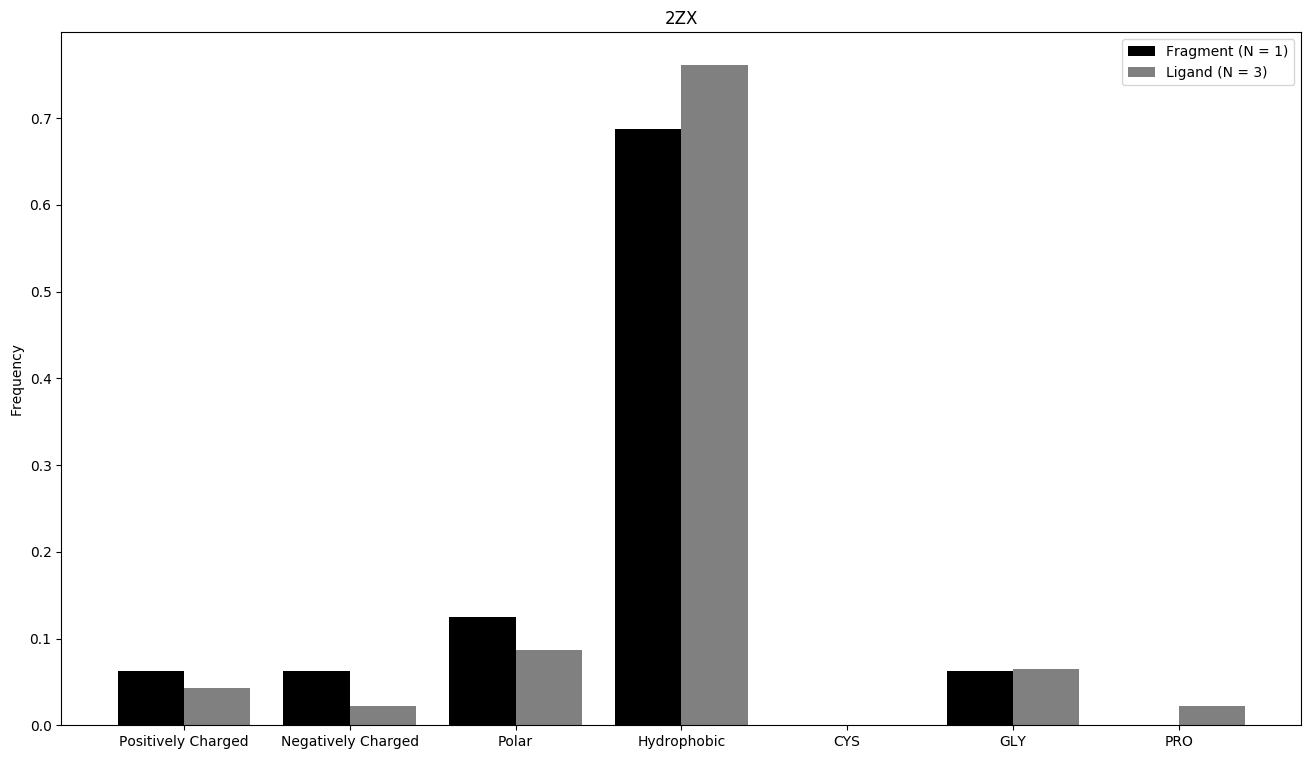 2ZX
Fragment (N = 1)
Ligand (N = 3)
Frequency
0.7
0.6
0.5
0.4
0.3
0.2
0.1
0.0
Positively Charged Negatively Charged Polar Hydrophobic CYS GLY PRO